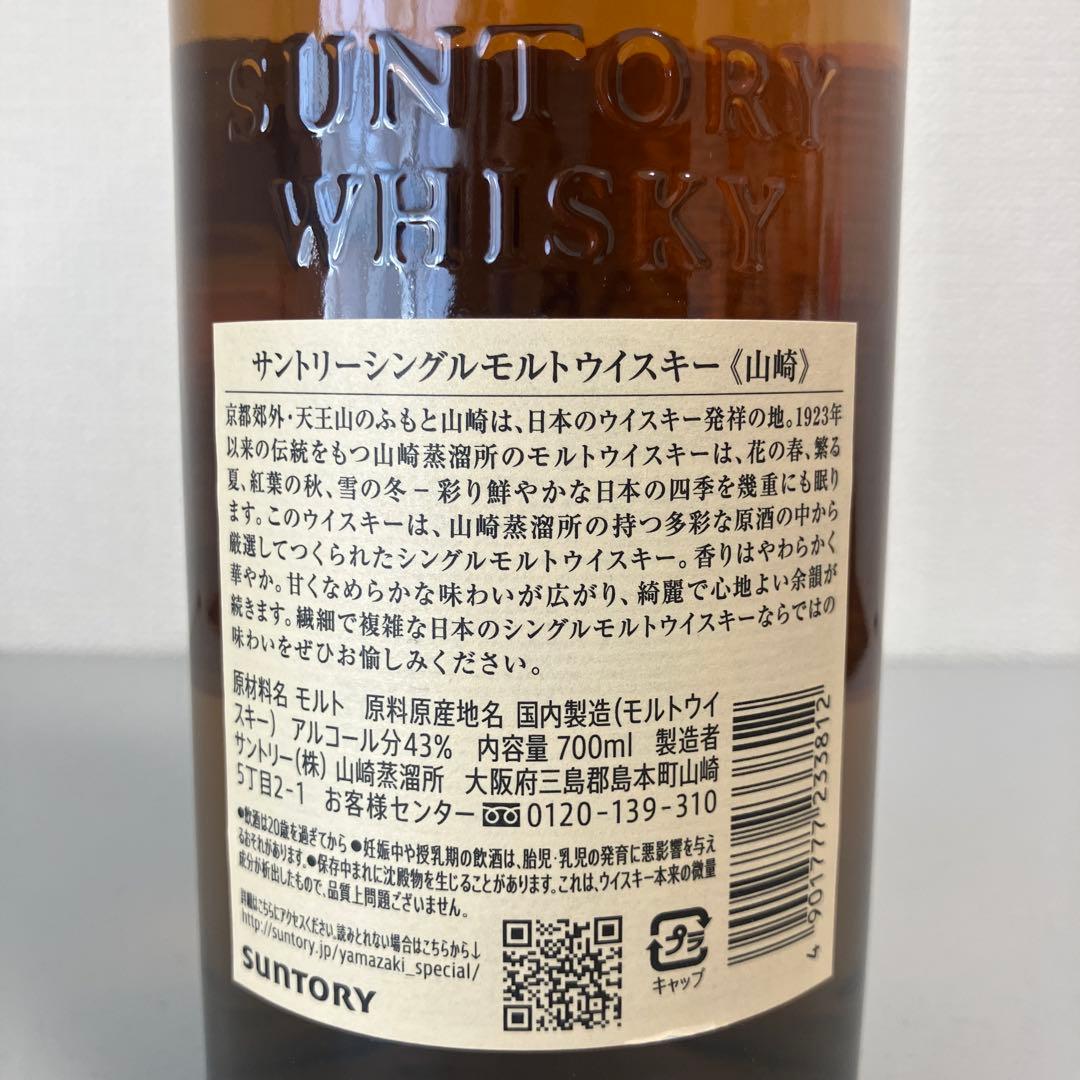 SUNTORY
WHISKY
サントリーシングルモルトウイスキー《山崎》
京都郊外・天王山のふもと山崎は、日本のウイスキー発祥の地。1923年
以来の伝統をもつ山崎蒸溜所のモルトウイスキーは、花の春、繁る
夏、紅葉の秋、雪の冬－彩り鮮やかな日本の四季を幾重にも眠り
ます。このウイスキーは、山崎蒸溜所の持つ多彩な原酒の中から
厳選してつくられたシングルモルトウイスキー。香りはやわらかく
華やか。甘くなめらかな味わいが広がり、綺麗で心地よい余韻が
続きます。繊細で複雑な日本のシングルモルトウイスキーならではの
味わいをぜひお愉しみください。
原材料名 モルト 原料原産地名 国内製造(モルトウイ
スキー) アルコール分43% 内容量 700ml 製造者
サントリー(株) 山崎蒸溜所 大阪府三島郡島本町山崎
5丁目2-1 お客様センター 0120-139-310
●飲酒は20歳を過ぎてから ●妊娠中や授乳期の飲酒は、胎児・乳児の発育に悪影響を与え
るおそれがあります。●保存中まれに沈殿物を生じることがあります。これは、ウイスキー本来の微量
成分が析出したもので、品質上問題ございません。
詳細はこちらにアクセスください。読みとれない場合はこちらから↓
http://suntory.jp/yamazaki_special/
SUNTORY
プラ
キャップ
4 901777 233812